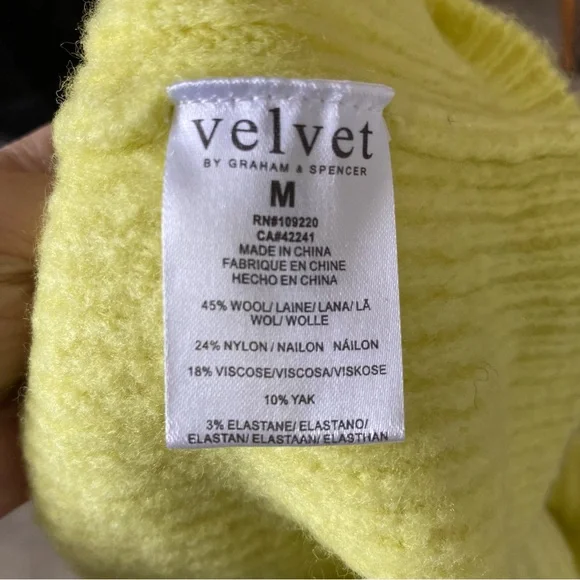 velvet
BY GRAHAM & SPENCER
M
RN#109220
CA#42241
MADE IN CHINA
FABRIQUE EN CHINE
HECHO EN CHINA
45% WOOL/ LAINE/ LANA/ LÃ
WOL/ WOLLE
24% NYLON / NAILON NÁILON
18% VISCOSE/VISCOSA/VISKOSE
10% YAK
3% ELASTANE/ ELASTANO/
ELASTAN/ ELASTAAN/ ELASTHAN